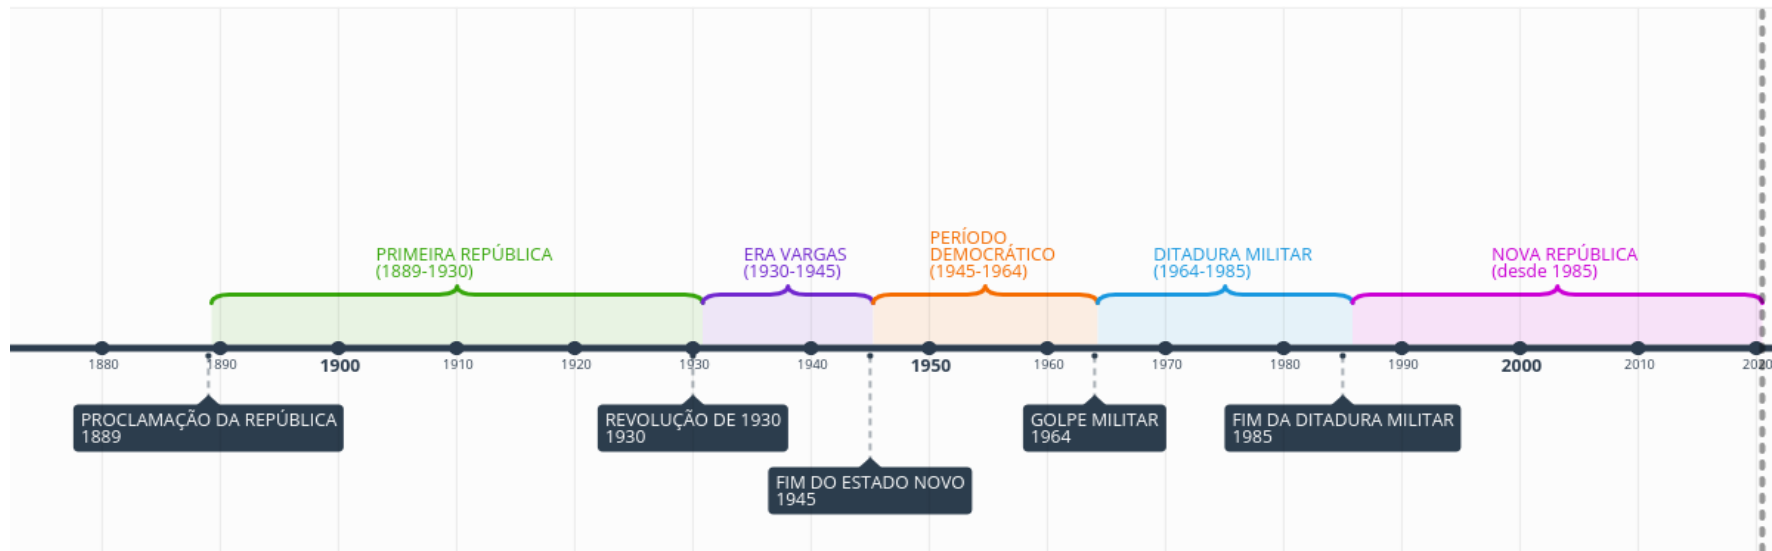 PRIMEIRA REPÚBLICA
(1889-1930)
ERA VARGAS
(1930-1945)
PERÍODO
DEMOCRÁTICO
(1945-1964)
DITADURA MILITAR
(1964-1985)
NOVA REPÚBLICA
(desde 1985)
1880
1890
1900
1910
1920
1930
1940
1950
1960
1970
1980
1990
2000
2010
2020
PROCLAMAÇÃO DA REPÚBLICA
1889
REVOLUÇÃO DE 1930
1930
FIM DO ESTADO NOVO
1945
GOLPE MILITAR
1964
FIM DA DITADURA MILITAR
1985